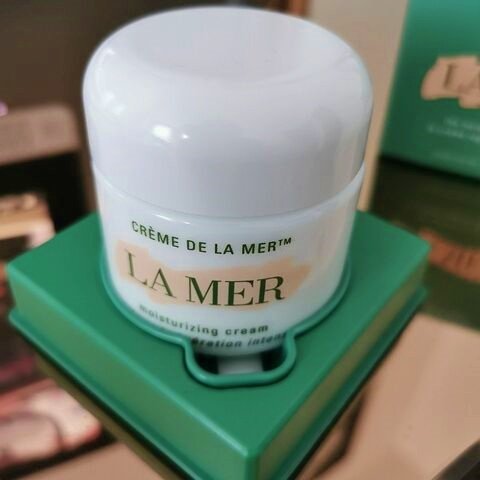 CRÈME DE LA MER™
LA MER
moisturizing cream